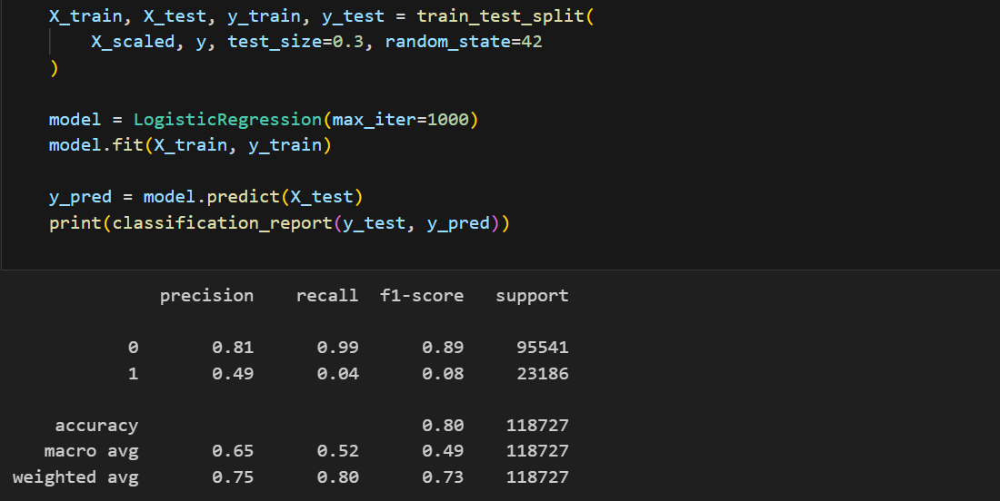 X_train, X_test, y_train, y_test = train_test_split(
X_scaled, y, test_size=0.3, random_state=42
)
model = LogisticRegression(max_iter=1000)
model.fit(X_train, y_train)
y_pred = model.predict(X_test)
print(classification_report(y_test, y_pred))
precision recall f1-score support
0 0.81 0.99 0.89 95541
1 0.49 0.04 0.08 23186
accuracy 0.80 118727
macro avg 0.65 0.52 0.49 118727
weighted avg 0.75 0.80 0.73 118727